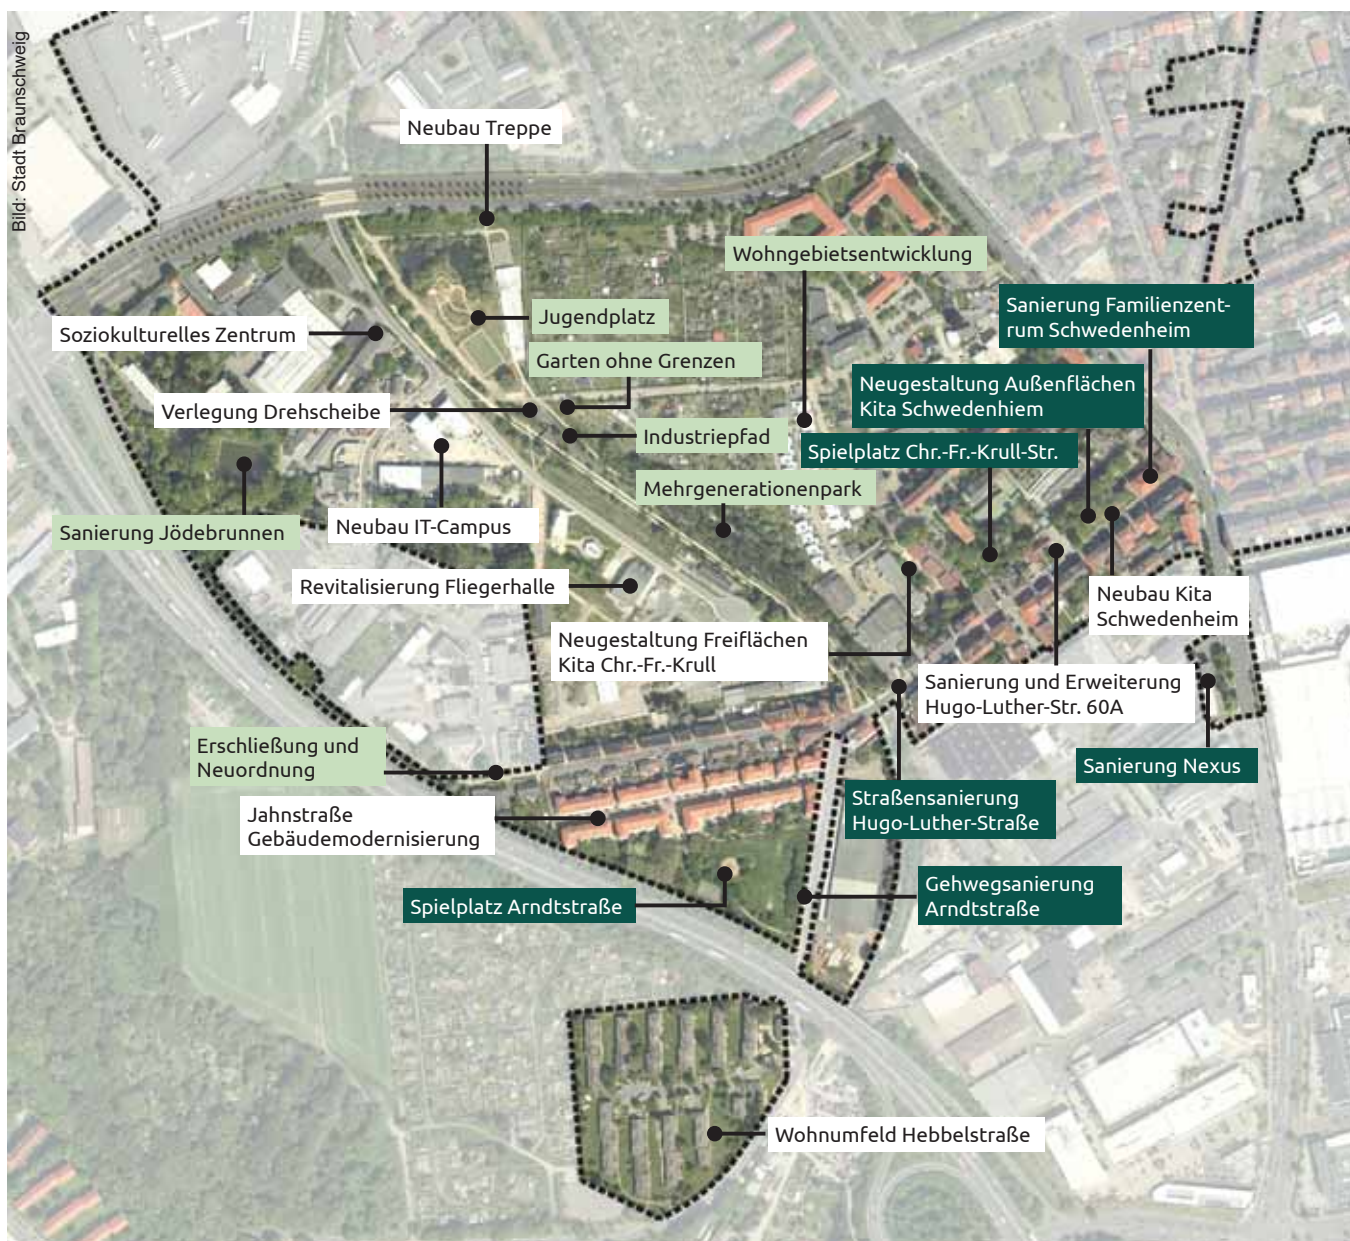 Bild: Stadt Braunschweig
Neubau Treppe
Wohngebietsentwicklung
Sanierung Familienzent-
rum Schwedenheim
Jugendplatz
Soziokulturelles Zentrum
Garten ohne Grenzen
Neugestaltung Außenflächen
Kita Schwedenhiem
Verlegung Drehscheibe
Industriepfad
Spielplatz Chr.-Fr.-Krull-Str.
Mehrgenerationenpark
Sanierung Jödebrunnen
Neubau IT-Campus
Revitalisierung Fliegerhalle
Neubau Kita
Schwedenheim
Neugestaltung Freiflächen
Kita Chr.-Fr.-Krull
Sanierung und Erweiterung
Hugo-Luther-Str. 60A
Erschließung und
Neuordnung
Sanierung Nexus
Jahnstraße
Gebäudemodernisierung
Straßensanierung
Hugo-Luther-Straße
Spielplatz Arndtstraße
Gehwegsanierung
Arndtstraße
Wohnumfeld Hebbelstraße